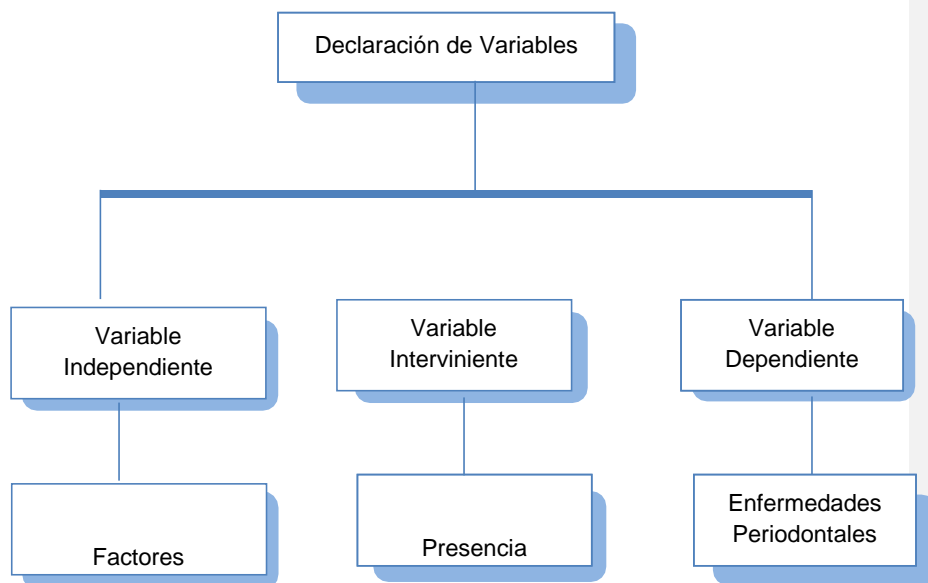 Declaración de Variables
Variable
Independiente
Variable
Interviniente
Variable
Dependiente
Factores
Presencia
Enfermedades
Periodontales